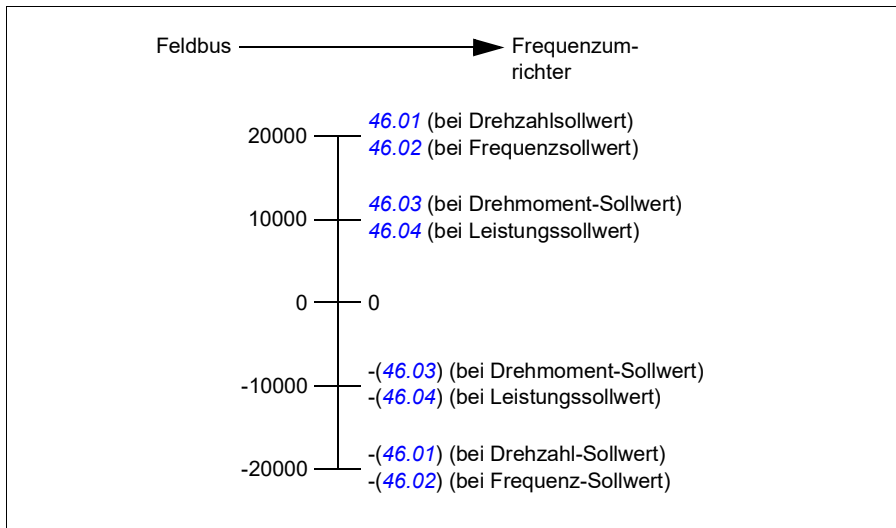 Feldbus Frequenzum-
richter
46.01 (bei Drehzahlsollwert)
20000
46.02 (bei Frequenzsollwert)
46.03 (bei Drehmoment-Sollwert)
10000
46.04 (bei Leistungssollwert)
0 0
-(46.03) (bei Drehmoment-Sollwert)
-10000
-(46.04) (bei Leistungssollwert)
-(46.01) (bei Drehzahl-Sollwert)
-20000
-(46.02) (bei Frequenz-Sollwert)